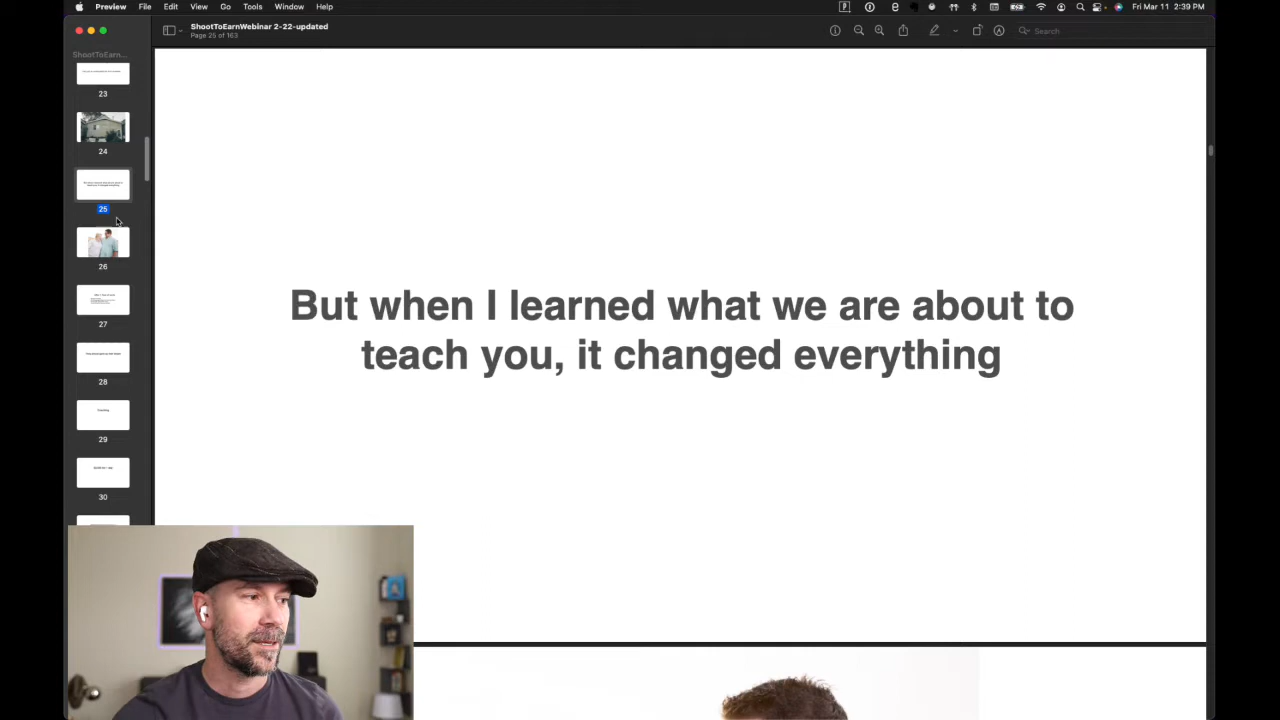 Preview File Edit View Go Tools Window Help
Fri Mar 11 2:39 PM
ShootToEarnWebinar 2-22-updated
Page 25 of 163
Search
ShootToEarn...
23
24
25
26
27
28
29
30
But when I learned what we are about to
teach you, it changed everything